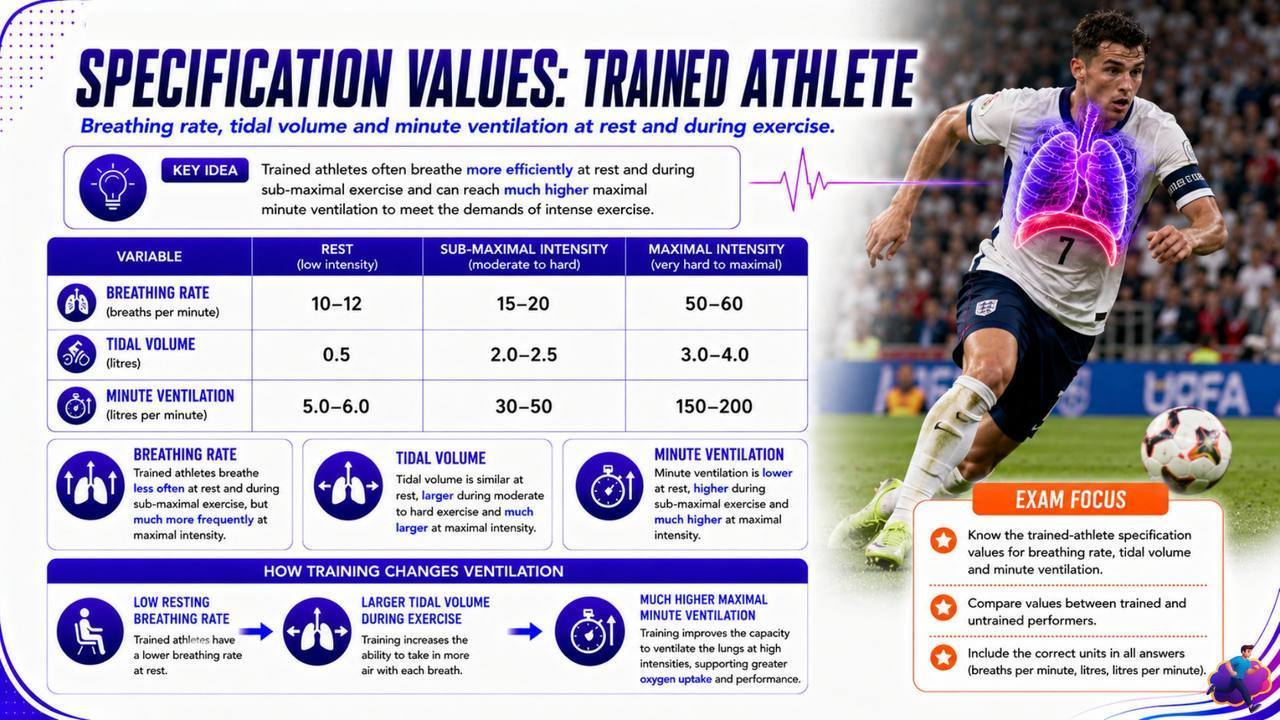 SPECIFICATION VALUES: TRAINED ATHLETE
Breathing rate, tidal volume and minute ventilation at rest and during exercise.
KEY IDEA
Trained athletes often breathe more efficiently at rest and during
sub-maximal exercise and can reach much higher maximal
minute ventilation to meet the demands of intense exercise.
VARIABLE
REST
(low intensity)
SUB-MAXIMAL INTENSITY
(moderate to hard)
MAXIMAL INTENSITY
(very hard to maximal)
BREATHING RATE
(breaths per minute)
10–12
15–20
50–60
TIDAL VOLUME
(litres)
0.5
2.0–2.5
3.0–4.0
MINUTE VENTILATION
(litres per minute)
5.0–6.0
30–50
150–200
BREATHING RATE
Trained athletes breathe
less often at rest and during
sub-maximal exercise, but
much more frequently at
maximal intensity.
TIDAL VOLUME
Tidal volume is similar at
rest, larger during moderate
to hard exercise and much
larger at maximal intensity.
MINUTE VENTILATION
Minute ventilation is lower
at rest, higher during
sub-maximal exercise and
much higher at maximal
intensity.
HOW TRAINING CHANGES VENTILATION
LOW RESTING
BREATHING RATE
Trained athletes have
a lower breathing rate
at rest.
LARGER TIDAL VOLUME
DURING EXERCISE
Training increases the
ability to take in more
air with each breath.
MUCH HIGHER MAXIMAL
MINUTE VENTILATION
Training improves the capacity
to ventilate the lungs at high
intensities, supporting greater
oxygen uptake and performance.
7
EXAM FOCUS
Know the trained-athlete specification
values for breathing rate, tidal volume
and minute ventilation.
Compare values between trained and
untrained performers.
Include the correct units in all answers
(breaths per minute, litres, litres per minute).